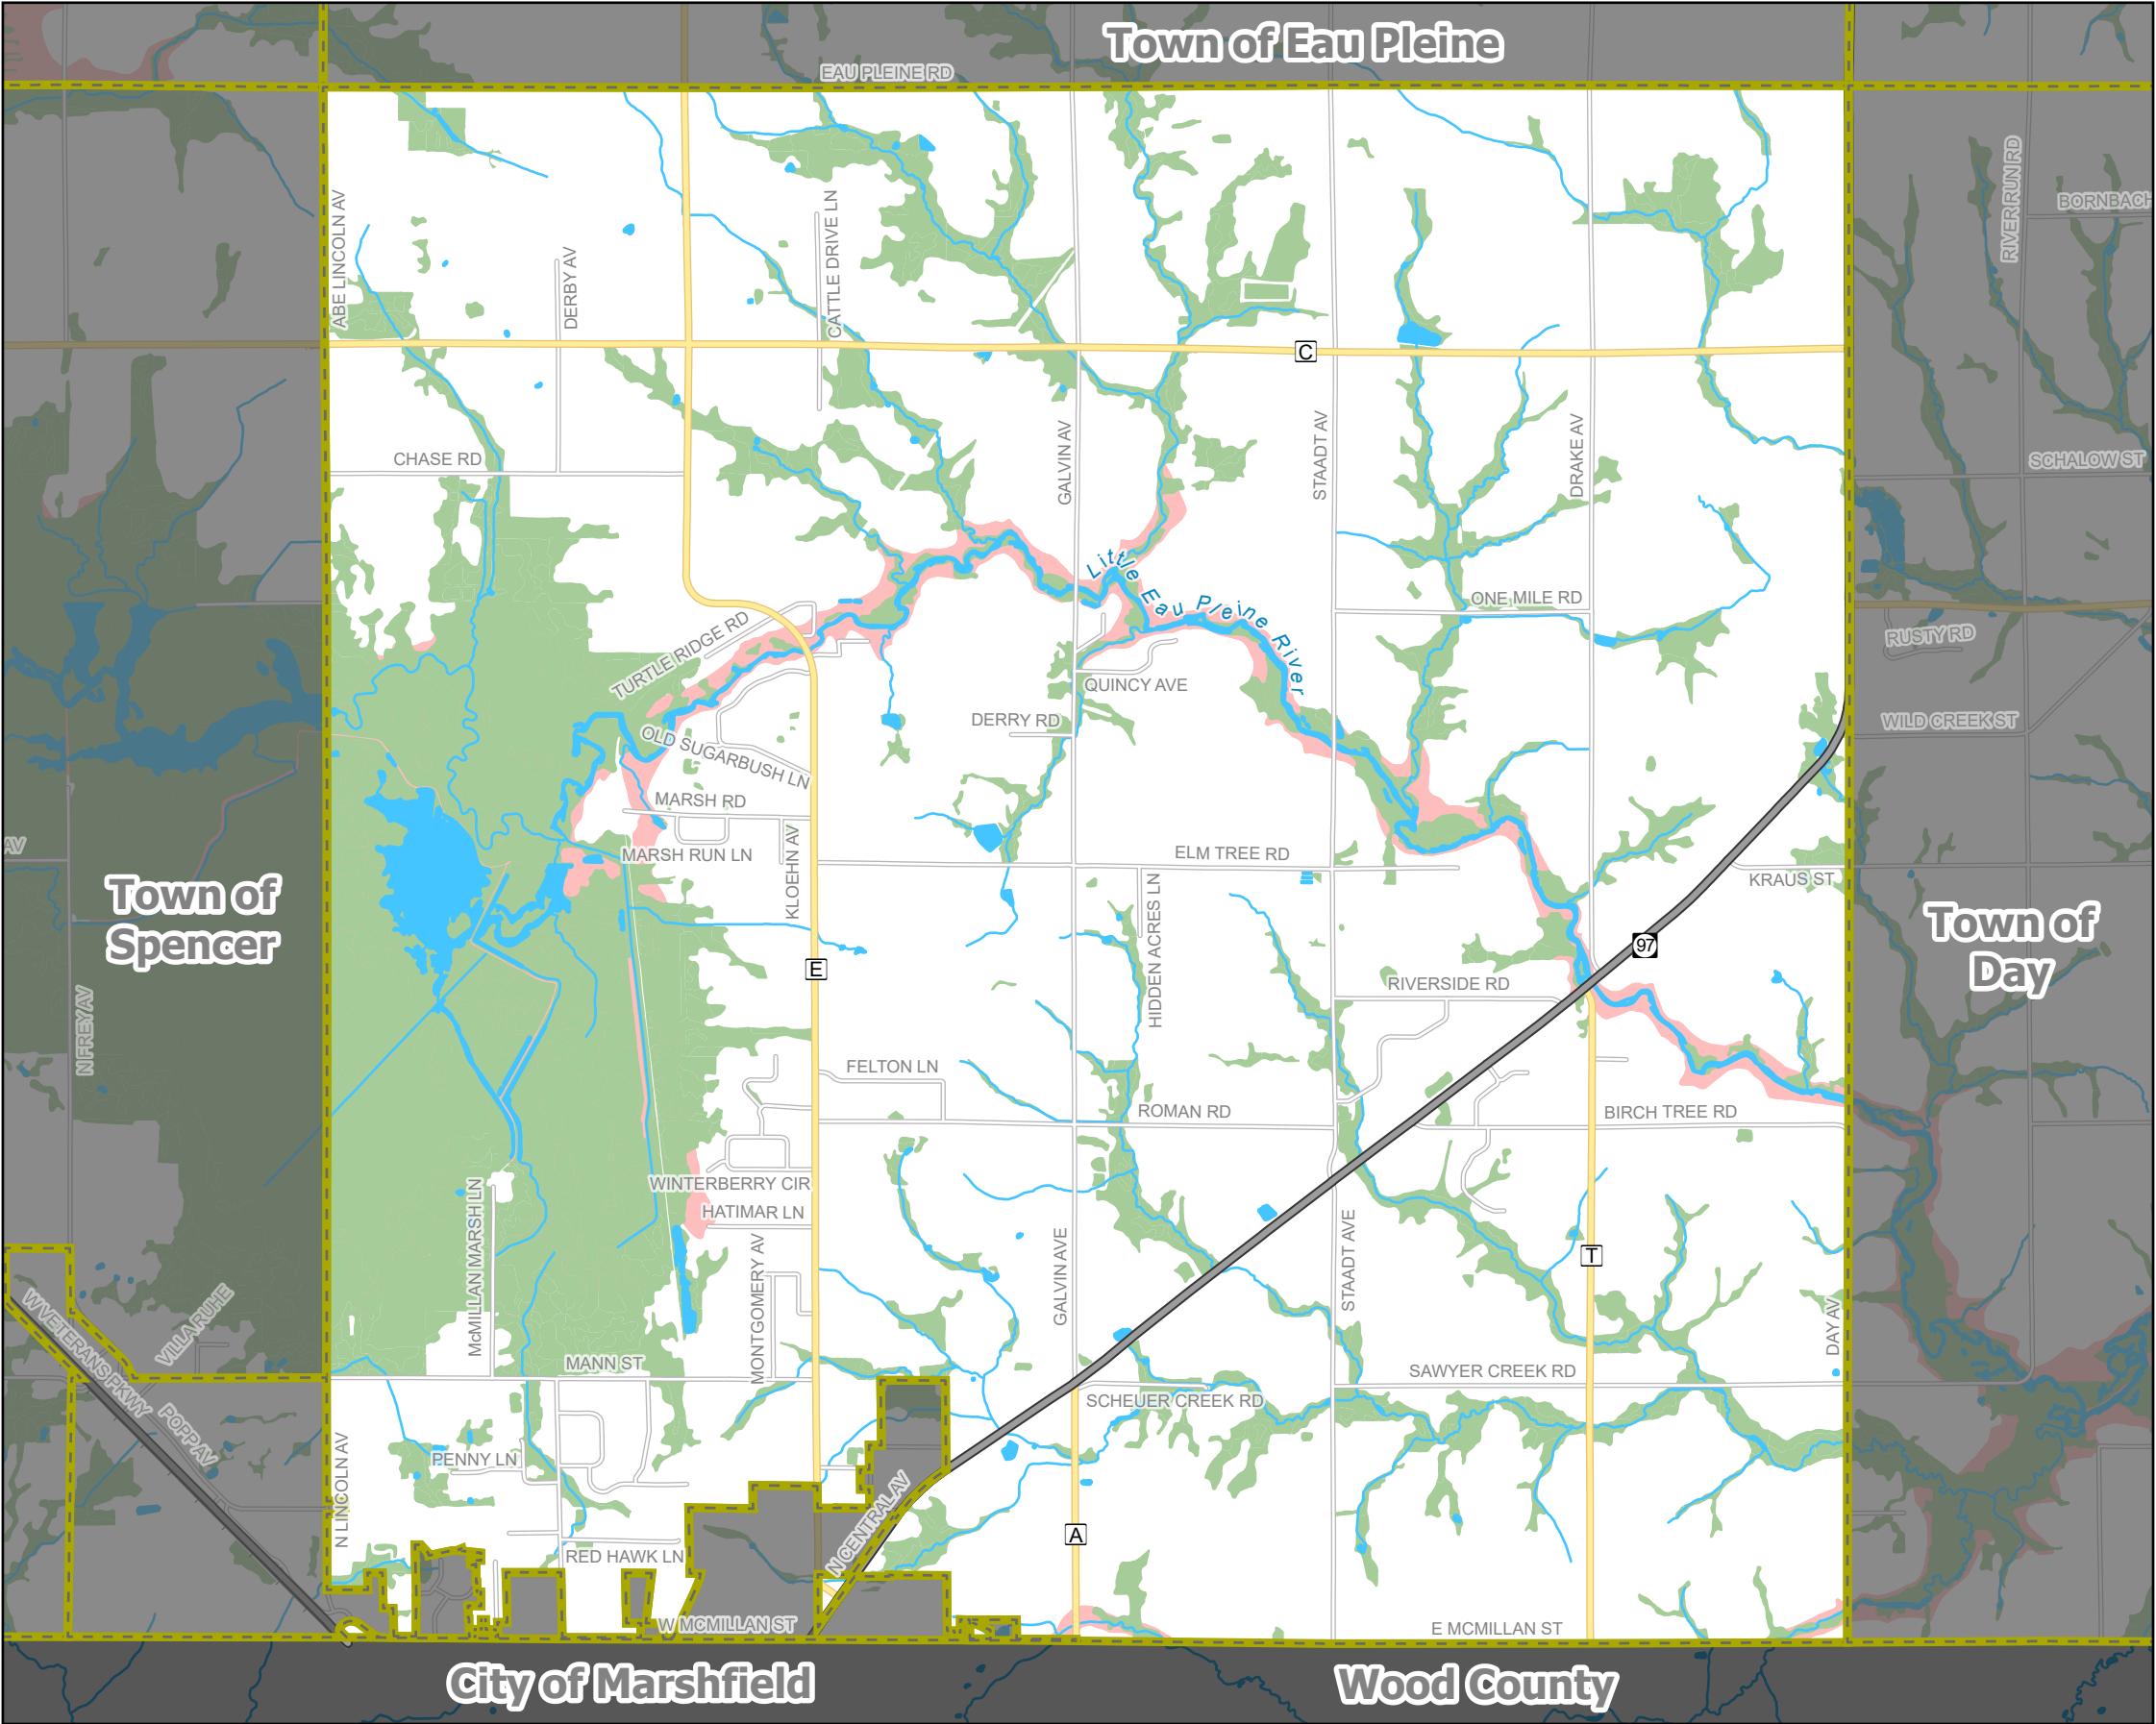 Town of Eau Pleine
EAU PLEINE RD
ABE LINCOLN AV
DERBY AV
CATTLE DRIVE LN
RIVER RUN RD
BORNBACH
C
CHASE RD
GALVIN AV
STAADT AV
DRAKE AV
SCHALOW ST
Little Eau Pleine River
ONE MILE RD
TURTLE RIDGE RD
RUSTY RD
QUINCY AVE
DERRY RD
WILD CREEK ST
OLD SUGARBUSH LN
MARSH RD
AV
MARSH RUN LN
KLOEHN AV
ELM TREE RD
KRAUS ST
Town of
Spencer
HIDDEN ACRES LN
Town of
Day
97
E
N FREY AV
RIVERSIDE RD
FELTON LN
ROMAN RD
BIRCH TREE RD
WINTERBERRY CIR
HATIMAR LN
McMILLAN MARSH LN
MONTGOMERY AV
GALVIN AVE
STAADT AVE
T
W VETERANS PKWY
VILLA RUHE
DAY AV
MANN ST
SAWYER CREEK RD
SCHEUER CREEK RD
POPP AV
PENNY LN
N LINCOLN AV
N CENTRAL AV
A
RED HAWK LN
W MCMILLAN ST
E MCMILLAN ST
City of Marshfield
Wood County